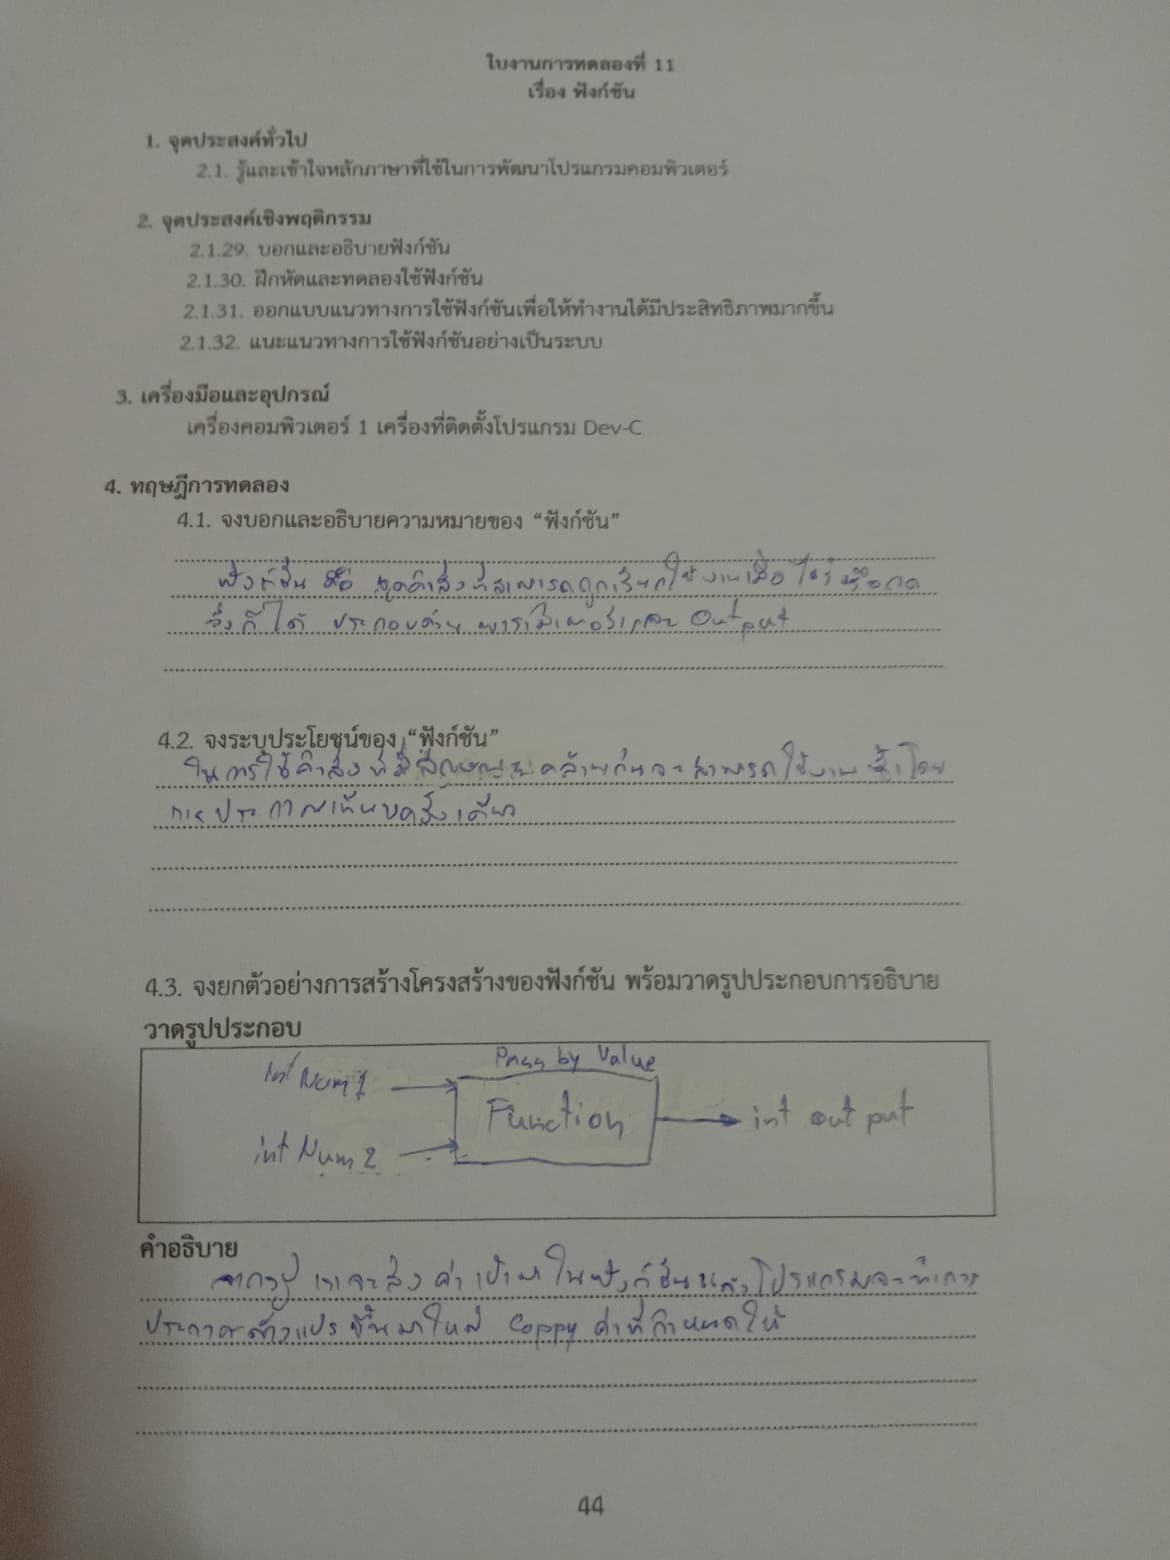 ใบงานการทดลองที่ 11
เรื่อง ฟังก์ชัน
1. จุดประสงค์ทั่วไป
2.1. รู้และเข้าใจหลักภาษาที่ใช้ในการพัฒนาโปรแกรมคอมพิวเตอร์
2. จุดประสงค์เชิงพฤติกรรม
2.1.29. บอกและอธิบายฟังก์ชัน
2.1.30. ฝึกหัดและทดลองใช้ฟังก์ชัน
2.1.31. ออกแบบแนวทางการใช้ฟังก์ชันเพื่อให้ทำงานได้มีประสิทธิภาพมากขึ้น
2.1.32. แนะแนวทางการใช้ฟังก์ชันอย่างเป็นระบบ
3. เครื่องมือและอุปกรณ์
เครื่องคอมพิวเตอร์ 1 เครื่องที่ติดตั้งโปรแกรม Dev-C
4. ทฤษฎีการทดลอง
4.1. จงบอกและอธิบายความหมายของ “ฟังก์ชัน”
ฟังก์ชัน คือ ชุดคำสั่งที่สามารถถูกเรียกใช้งานเมื่อไหร่หรือกด
ครั้งก็ได้ ประกอบด้วย พารามิเตอร์และ Output
4.2. จงระบุประโยชน์ของ “ฟังก์ชัน”
ในการใช้คำสั่งที่มีลักษณะคล้ายกันจะสามารถใช้งานซ้ำโดย
การประกาศเพียงครั้งเดียว
4.3. จงยกตัวอย่างการสร้างโครงสร้างของฟังก์ชัน พร้อมวาดรูปประกอบการอธิบาย
วาดรูปประกอบ
Pass by Value
int Num1
Function
int output
int Num2
คำอธิบาย
จากรูป เราจะส่งค่าเข้ามาในฟังก์ชันแล้วโปรแกรมจะทำการ
ประกาศตัวแปรขึ้นมาใหม่ Coppy ค่าที่กำหนดให้
44